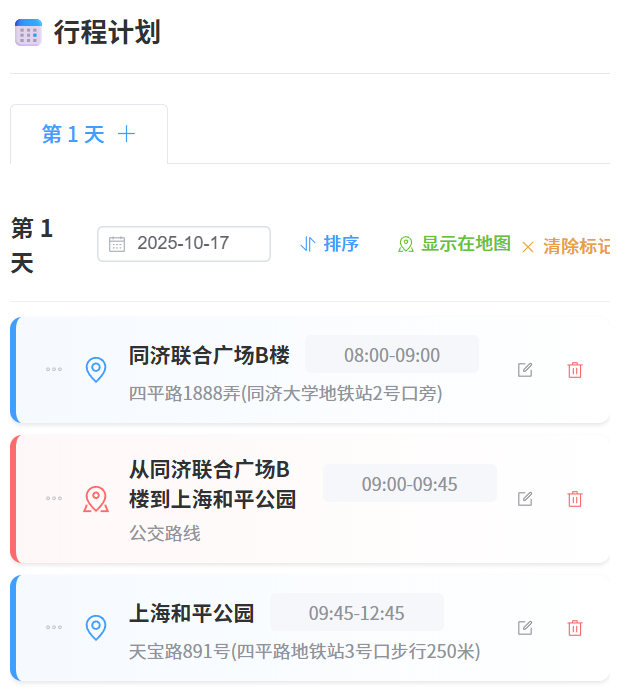 行程计划
第 1 天
第 1
天
2025-10-17
排序
显示在地图
清除标记
同济联合广场B楼
08:00-09:00
四平路1888弄(同济大学地铁站2号口旁)
从同济联合广场B
楼到上海和平公园
09:00-09:45
公交路线
上海和平公园
09:45-12:45
天宝路891号(四平路地铁站3号口步行250米)